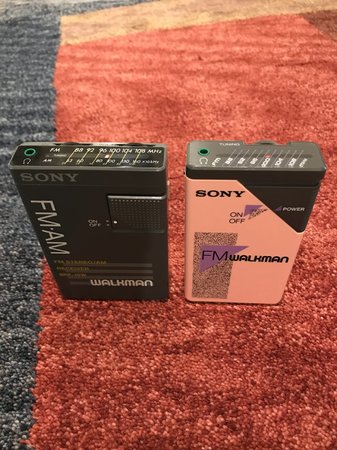 FM 88 92 96 100 104 108 MHz
AM
SONY
FM/AM
ON
OFF
FM STEREO/AM
RECEIVER
WALKMAN
TUNING
SONY
ON
OFF
POWER
FM WALKMAN